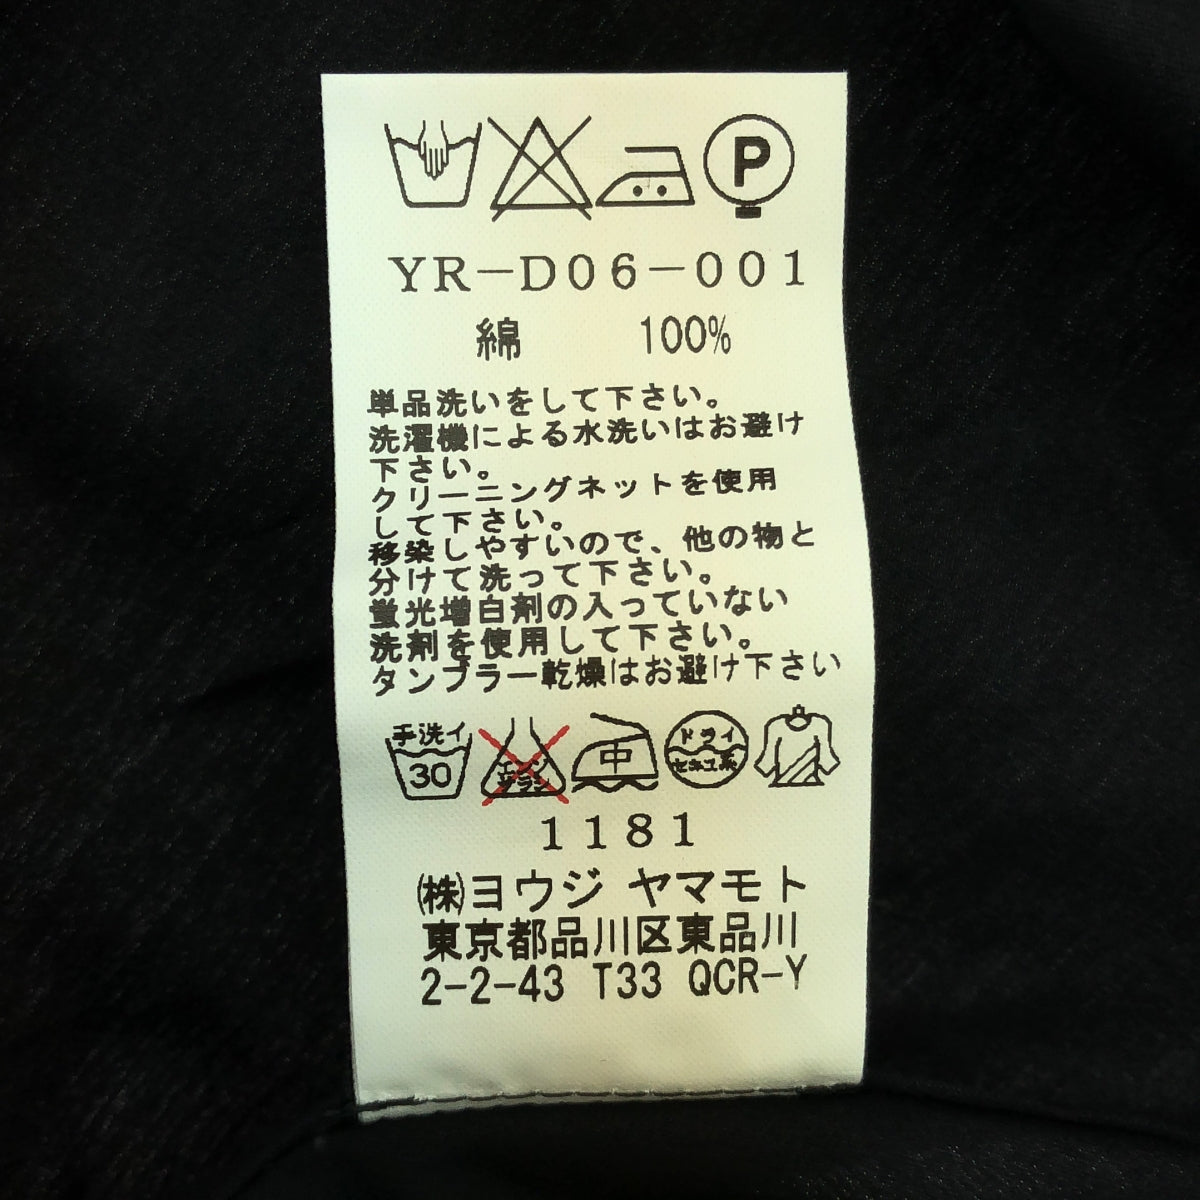 P
YR-D06-001
綿 100%
単品洗いをして下さい。
洗濯機による水洗いはお避け
下さい。
クリーニングネットを使用
して下さい。
移染しやすいので、他の物と
分けて洗って下さい。
蛍光増白剤の入っていない
洗剤を使用して下さい。
タンブラー乾燥はお避け下さい
手洗イ 30 エンソサラシ 中 ドライ セキユ系
1181
㈱ヨウジ ヤマモト
東京都品川区東品川
2-2-43 T33 QCR-Y